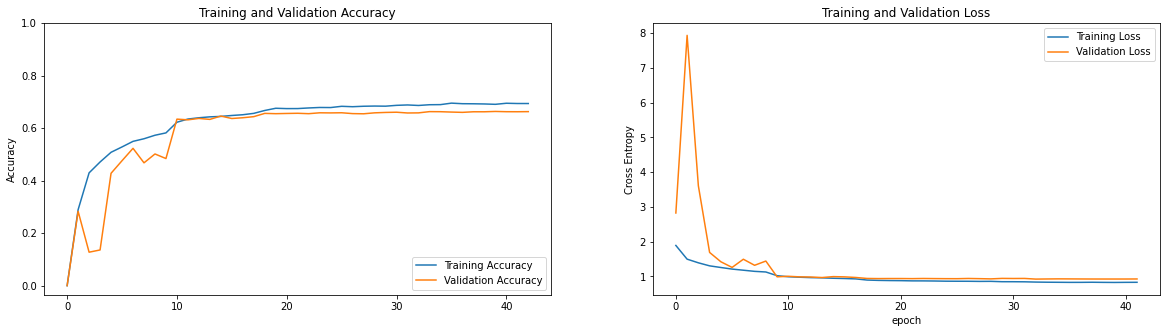 Training and Validation Accuracy
1.0
0.8
0.6
0.4
0.2
0.0
Accuracy
0
10
20
30
40
Training Accuracy
Validation Accuracy
Training and Validation Loss
8
7
6
5
4
3
2
1
Cross Entropy
0
10
20
30
40
epoch
Training Loss
Validation Loss